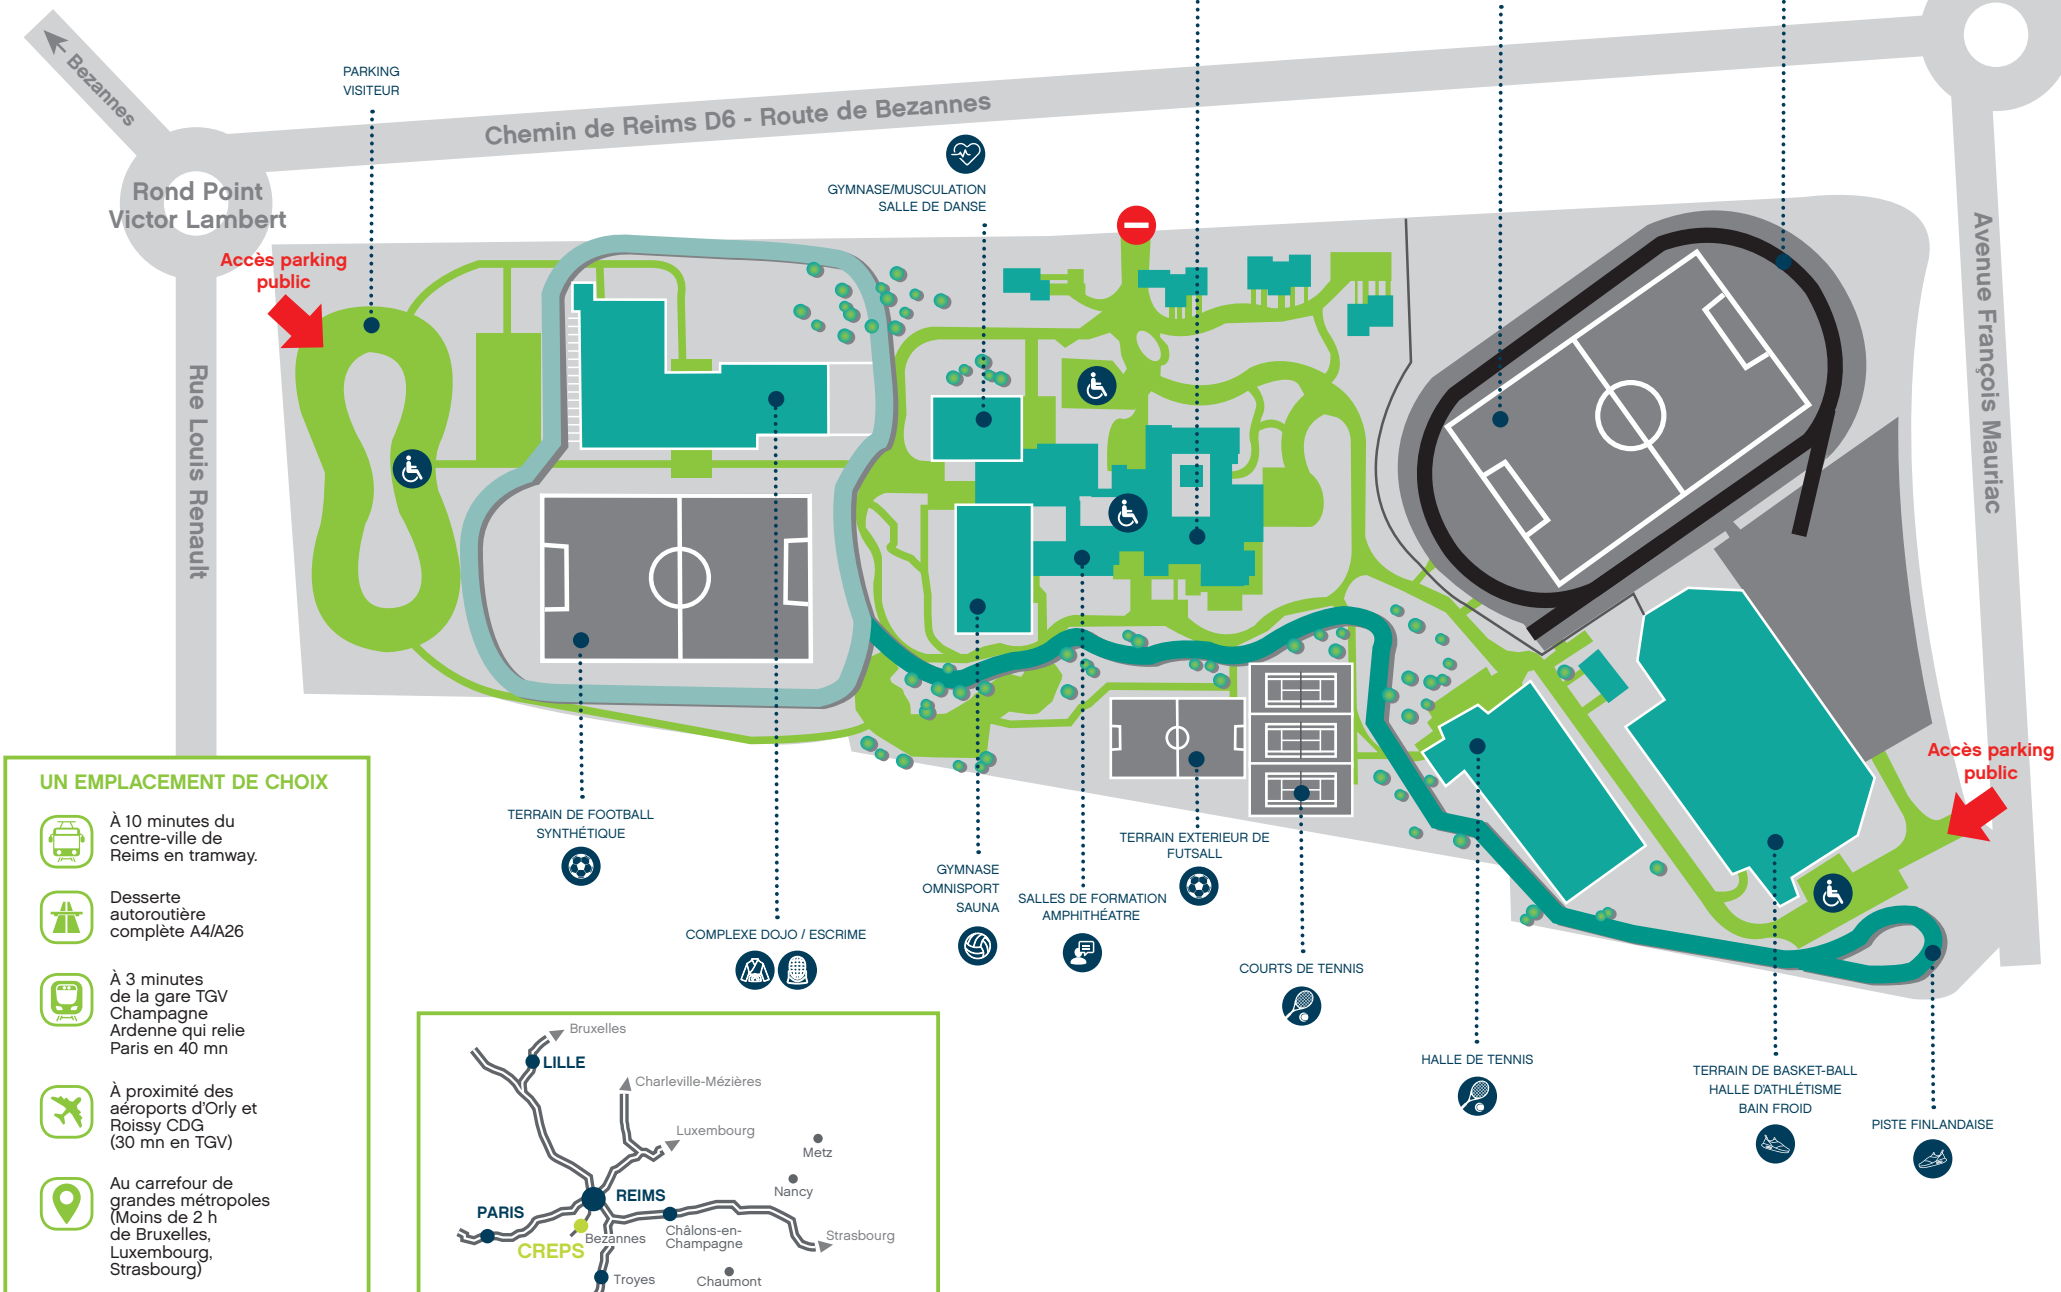 Bezannes
PARKING
VISITEUR
Chemin de Reims D6 - Route de Bezannes
Rond Point
Victor Lambert
Accès parking
public
GYMNASE/MUSCULATION
SALLE DE DANSE
Avenue François Mauriac
Rue Louis Renault
Accès parking
public
UN EMPLACEMENT DE CHOIX
À 10 minutes du
centre-ville de
Reims en tramway.
Desserte
autoroutière
complète A4/A26
À 3 minutes
de la gare TGV
Champagne
Ardenne qui relie
Paris en 40 mn
À proximité des
aéroports d'Orly et
Roissy CDG
(30 mn en TGV)
Au carrefour de
grandes métropoles
(Moins de 2 h
de Bruxelles,
Luxembourg,
Strasbourg)
TERRAIN DE FOOTBALL
SYNTHÉTIQUE
COMPLEXE DOJO / ESCRIME
GYMNASE
OMNISPORT
SAUNA
SALLES DE FORMATION
AMPHITHÉATRE
TERRAIN EXTERIEUR DE
FUTSALL
COURTS DE TENNIS
HALLE DE TENNIS
TERRAIN DE BASKET-BALL
HALLE D'ATHLÉTISME
BAIN FROID
PISTE FINLANDAISE
Bruxelles
LILLE
Charleville-Mézières
Luxembourg
Metz
Nancy
REIMS
PARIS
CREPS
Bezannes
Châlons-en-
Champagne
Strasbourg
Troyes
Chaumont